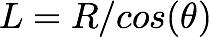 L = R/cos(θ)